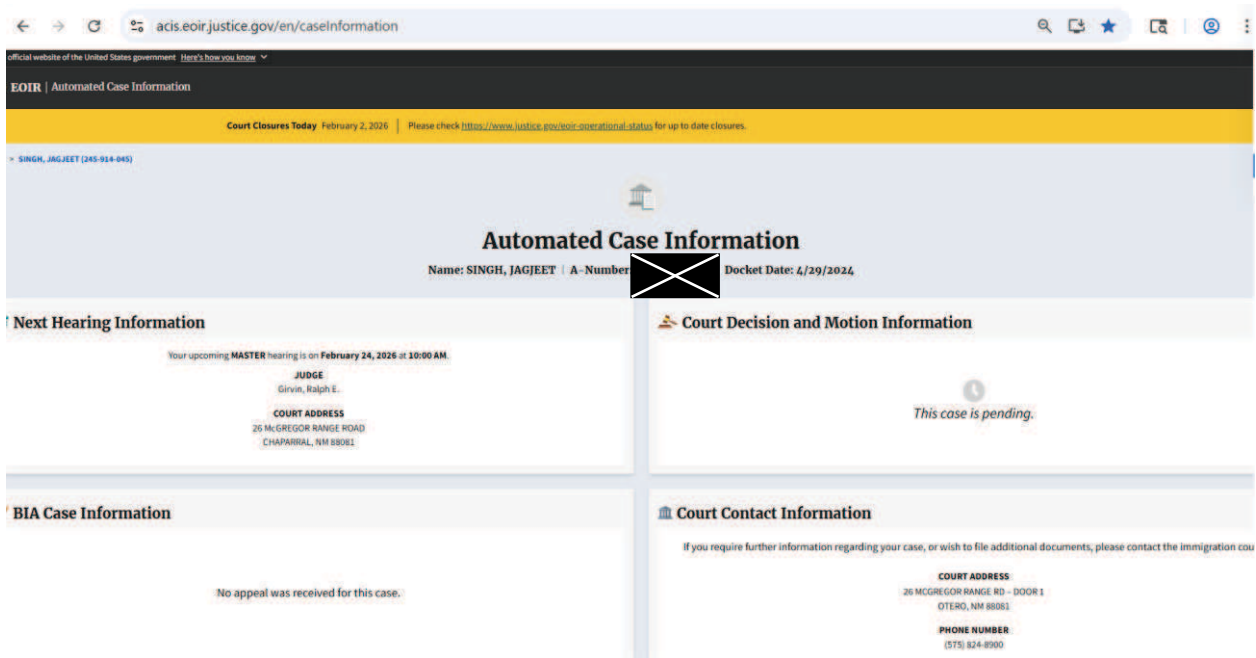 acis.eoir.justice.gov/en/caseInformation
official website of the United States government Here's how you know
EOIR | Automated Case Information
Court Closures Today February 2, 2026 | Please check https://www.justice.gov/eoir-operational-status for up to date closures.
> SINGH, JAGJEET (245-914-045)
Automated Case Information
Name: SINGH, JAGJEET | A-Number Docket Date: 4/29/2024
Next Hearing Information
Your upcoming MASTER hearing is on February 24, 2026 at 10:00 AM.
JUDGE
Girvin, Ralph E.
COURT ADDRESS
26 McGREGOR RANGE ROAD
CHAPARRAL, NM 88081
Court Decision and Motion Information
This case is pending.
BIA Case Information
No appeal was received for this case.
Court Contact Information
If you require further information regarding your case, or wish to file additional documents, please contact the immigration cou
COURT ADDRESS
26 MCGREGOR RANGE RD – DOOR 1
OTERO, NM 88081
PHONE NUMBER
(575) 824-8900